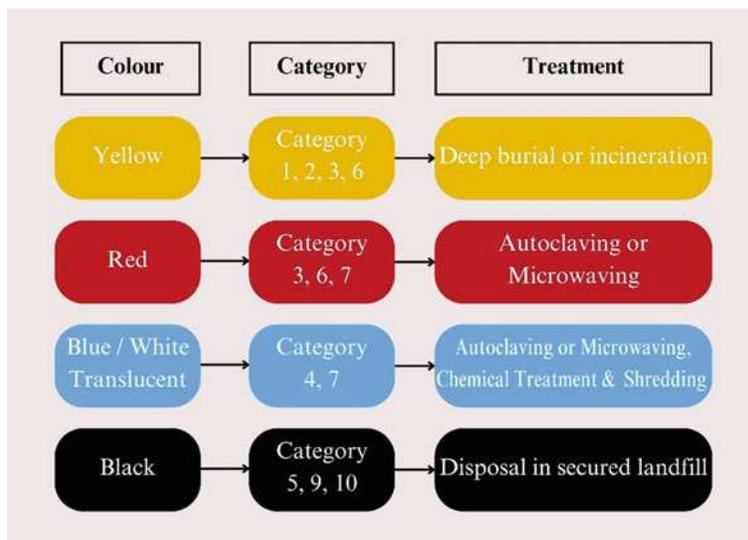 Colour
Category
Treatment
Yellow
Category
1, 2, 3, 6
Deep burial or incineration
Red
Category
3, 6, 7
Autoclaving or
Microwaving
Blue / White
Translucent
Category
4, 7
Autoclaving or Microwaving,
Chemical Treatment & Shredding
Black
Category
5, 9, 10
Disposal in secured landfill